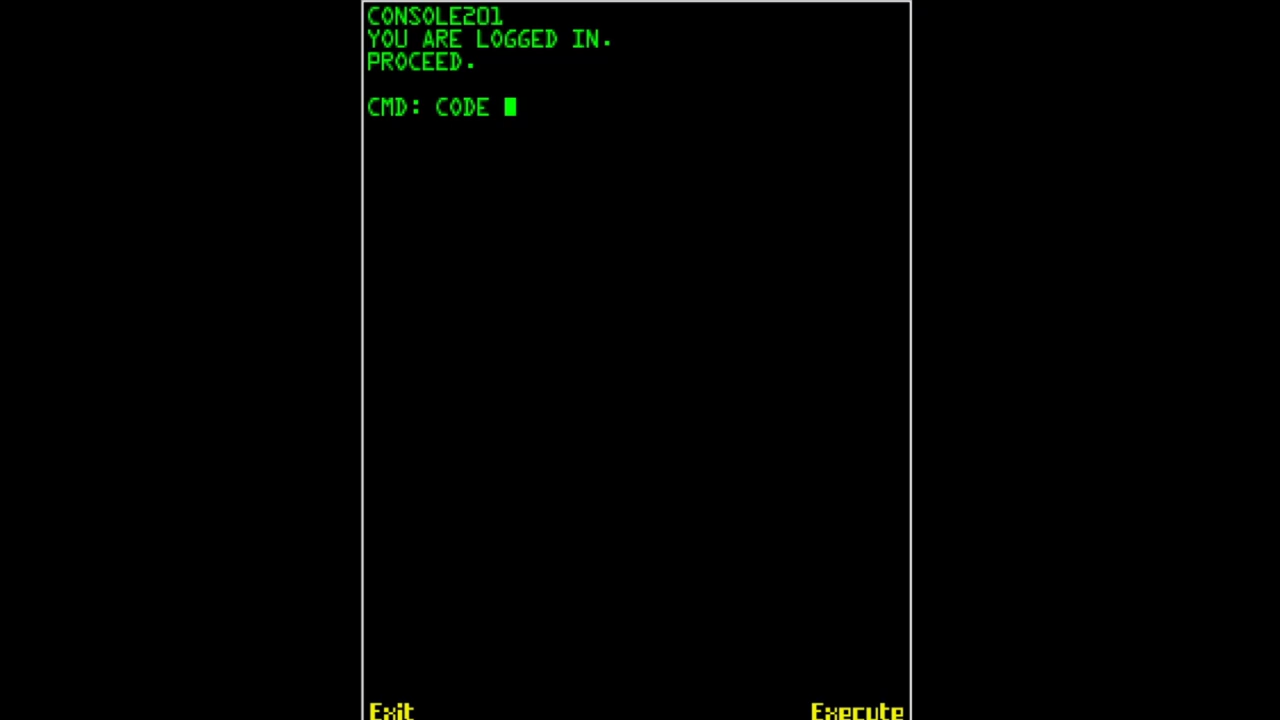 CONSOLE201
YOU ARE LOGGED IN.
PROCEED.
CMD: CODE
Exit
Execute